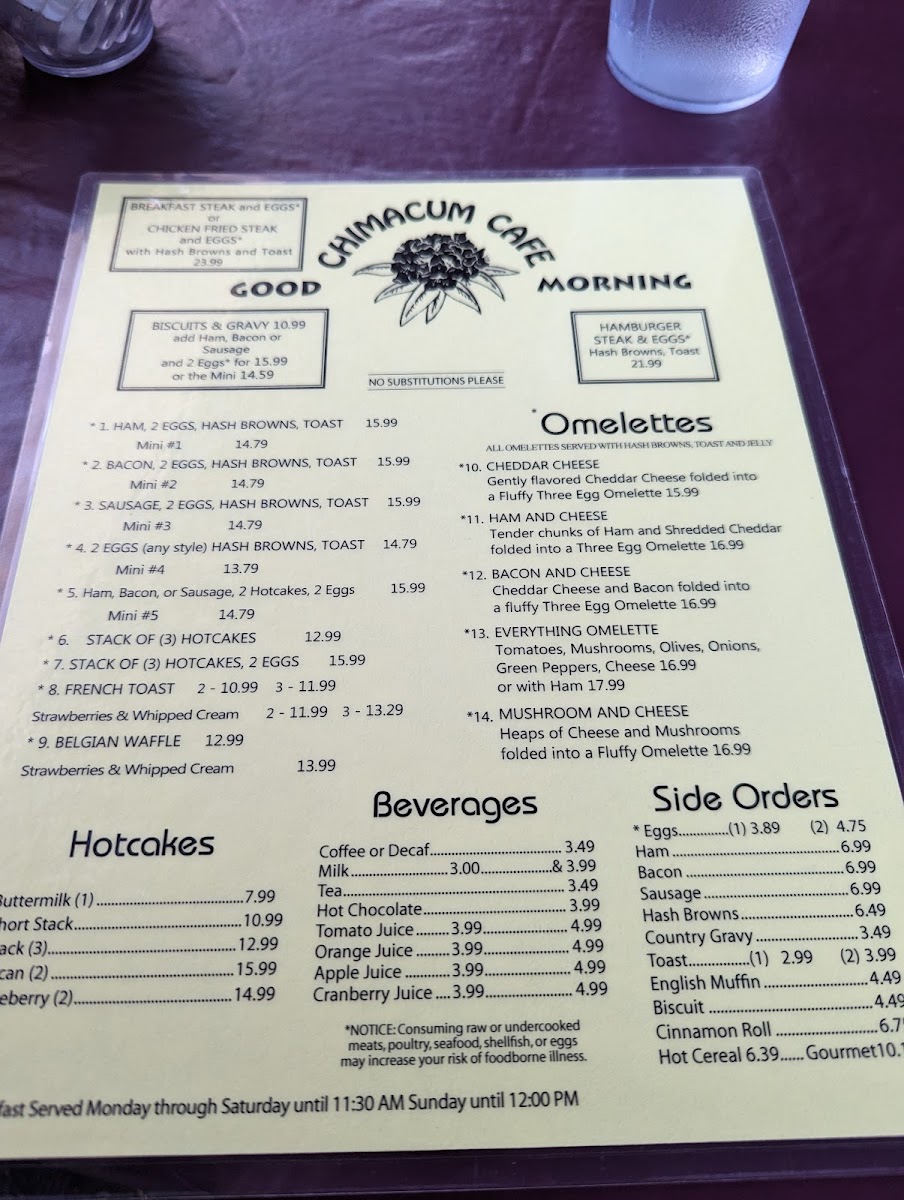 BREAKFAST STEAK and EGGS*
or
CHICKEN FRIED STEAK
and EGGS*
with Hash Browns and Toast
23.99
CHIMACUM CAFE
GOOD MORNING
BISCUITS & GRAVY 10.99
add Ham, Bacon or
Sausage
and 2 Eggs* for 15.99
or the Mini 14.59
HAMBURGER
STEAK & EGGS*
Hash Browns, Toast
21.99
NO SUBSTITUTIONS PLEASE
* 1. HAM, 2 EGGS, HASH BROWNS, TOAST 15.99
Mini #1 14.79
* 2. BACON, 2 EGGS, HASH BROWNS, TOAST 15.99
Mini #2 14.79
* 3. SAUSAGE, 2 EGGS, HASH BROWNS, TOAST 15.99
Mini #3 14.79
* 4. 2 EGGS (any style) HASH BROWNS, TOAST 14.79
Mini #4 13.79
* 5. Ham, Bacon, or Sausage, 2 Hotcakes, 2 Eggs 15.99
Mini #5 14.79
* 6. STACK OF (3) HOTCAKES 12.99
* 7. STACK OF (3) HOTCAKES, 2 EGGS 15.99
* 8. FRENCH TOAST 2 - 10.99 3 - 11.99
Strawberries & Whipped Cream 2 - 11.99 3 - 13.29
* 9. BELGIAN WAFFLE 12.99
Strawberries & Whipped Cream 13.99
*Omelettes
ALL OMELETTES SERVED WITH HASH BROWNS, TOAST AND JELLY
*10. CHEDDAR CHEESE
Gently flavored Cheddar Cheese folded into
a Fluffy Three Egg Omelette 15.99
*11. HAM AND CHEESE
Tender chunks of Ham and Shredded Cheddar
folded into a Three Egg Omelette 16.99
*12. BACON AND CHEESE
Cheddar Cheese and Bacon folded into
a fluffy Three Egg Omelette 16.99
*13. EVERYTHING OMELETTE
Tomatoes, Mushrooms, Olives, Onions,
Green Peppers, Cheese 16.99
or with Ham 17.99
*14. MUSHROOM AND CHEESE
Heaps of Cheese and Mushrooms
folded into a Fluffy Omelette 16.99
Hotcakes
Buttermilk (1)..........7.99
hort Stack..........10.99
ack (3)..........12.99
can (2)..........15.99
eberry (2)..........14.99
Beverages
Coffee or Decaf..........3.49
Milk..........3.00..........& 3.99
Tea..........3.49
Hot Chocolate..........3.99
Tomato Juice........3.99..........4.99
Orange Juice........3.99..........4.99
Apple Juice..........3.99..........4.99
Cranberry Juice....3.99..........4.99
*NOTICE: Consuming raw or undercooked
meats, poultry, seafood, shellfish, or eggs
may increase your risk of foodborne illness.
Side Orders
* Eggs.............(1) 3.89 (2) 4.75
Ham..........6.99
Bacon..........6.99
Sausage..........6.99
Hash Browns..........6.49
Country Gravy..........3.49
Toast..............(1) 2.99 (2) 3.99
English Muffin..........4.49
Biscuit..........4.49
Cinnamon Roll..........6.7
Hot Cereal 6.39......Gourmet10.1
fast Served Monday through Saturday until 11:30 AM Sunday until 12:00 PM